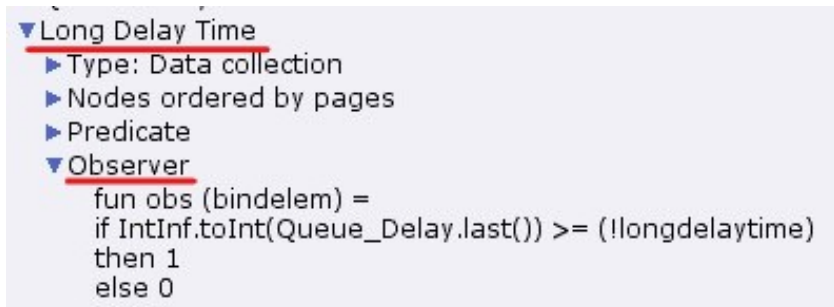 Long Delay Time
Type: Data collection
Nodes ordered by pages
Predicate
Observer
fun obs (bindelem) =
if IntInf.toInt(Queue_Delay.last()) >= (!longdelaytime)
then 1
else 0